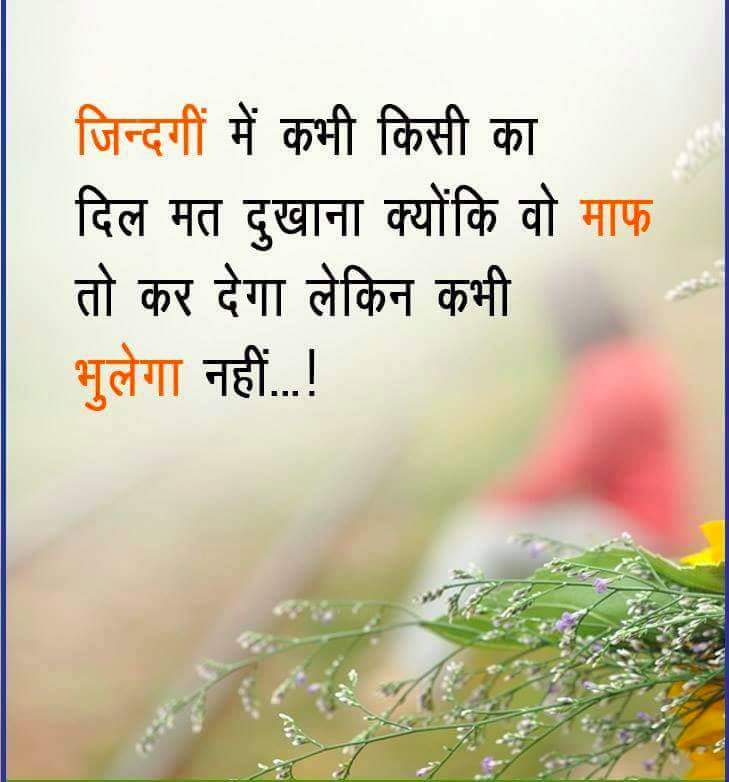 जिन्दगीं में कभी किसी का
दिल मत दुखाना क्योंकि वो माफ
तो कर देगा लेकिन कभी
भुलेगा नहीं...!